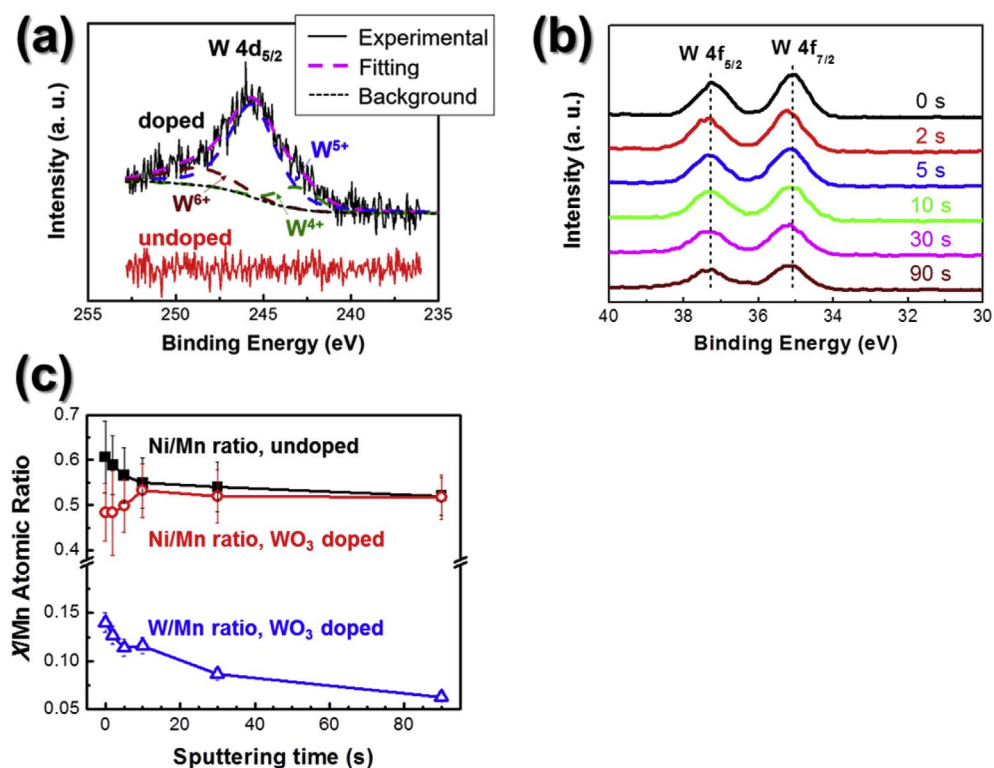 (a)
W 4d5/2
Experimental
Fitting
Background
doped
W5+
W6+
W4+
undoped
Intensity (a. u.)
255 250 245 240 235
Binding Energy (eV)
(b)
W 4f5/2
W 4f7/2
0 s
2 s
5 s
10 s
30 s
90 s
Intensity (a. u.)
40 38 36 34 32 30
Binding Energy (eV)
(c)
0.7
0.6
0.5
0.4
0.15
0.10
0.05
X/Mn Atomic Ratio
Ni/Mn ratio, undoped
Ni/Mn ratio, WO3 doped
W/Mn ratio, WO3 doped
0 20 40 60 80
Sputtering time (s)